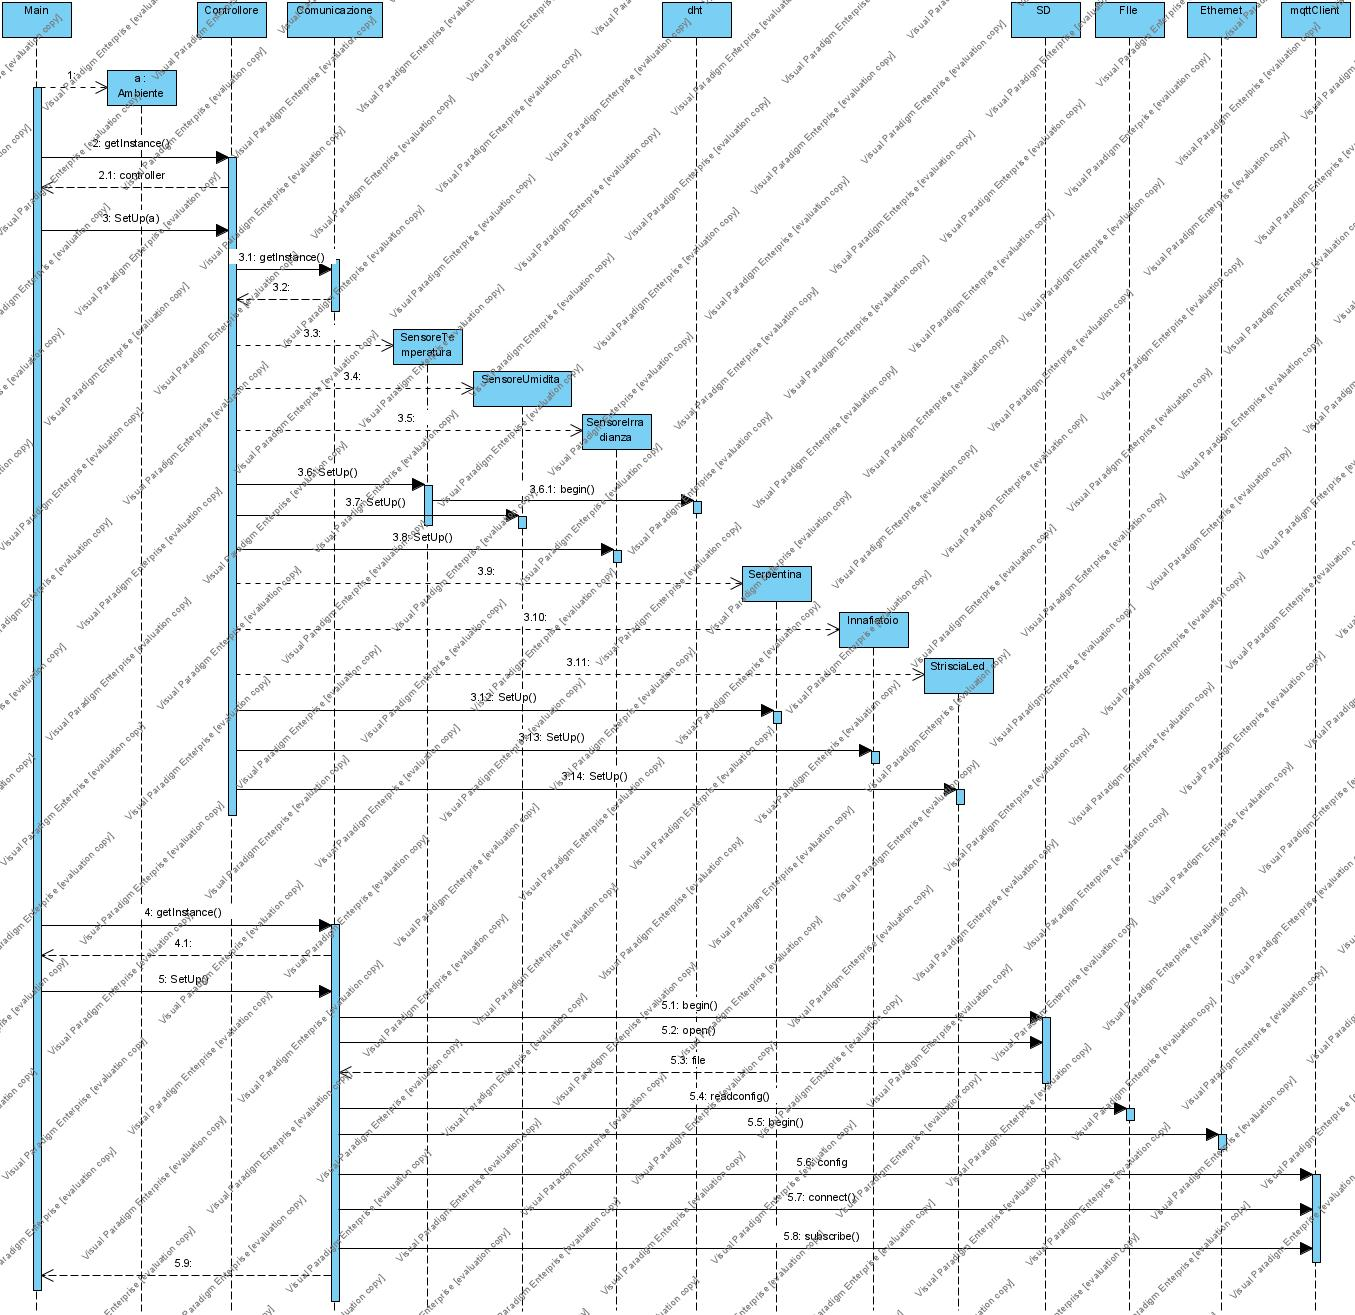 Main
Controllore
Comunicazione
dht
SD
FIle
Ethernet
mqttClient
1:
a :
Ambiente
2: getInstance()
2.1: controller
3: SetUp(a)
3.1: getInstance()
3.2:
3.3:
SensoreTe
mperatura
3.4:
SensoreUmidita
3.5:
SensoreIrra
dianza
3.6: SetUp()
3.6.1: begin()
3.7: SetUp()
3.8: SetUp()
3.9:
Serpentina
3.10:
Innafiatoio
3.11:
StrisciaLed
3.12: SetUp()
3.13: SetUp()
3.14: SetUp()
4: getInstance()
4.1:
5: SetUp()
5.1: begin()
5.2: open()
5.3: file
5.4: readconfig()
5.5: begin()
5.6: config
5.7: connect()
5.8: subscribe()
5.9:
Visual Paradigm Enterprise [evaluation copy]